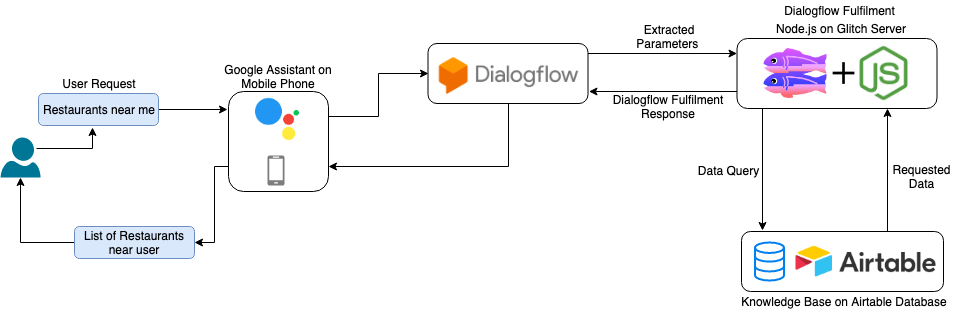 User Request
Restaurants near me
Google Assistant on
Mobile Phone
Dialogflow
Extracted
Parameters
Dialogflow Fulfilment
Node.js on Glitch Server
+
JS
Dialogflow Fulfilment
Response
Data Query
Requested
Data
Airtable
Knowledge Base on Airtable Database
List of Restaurants
near user